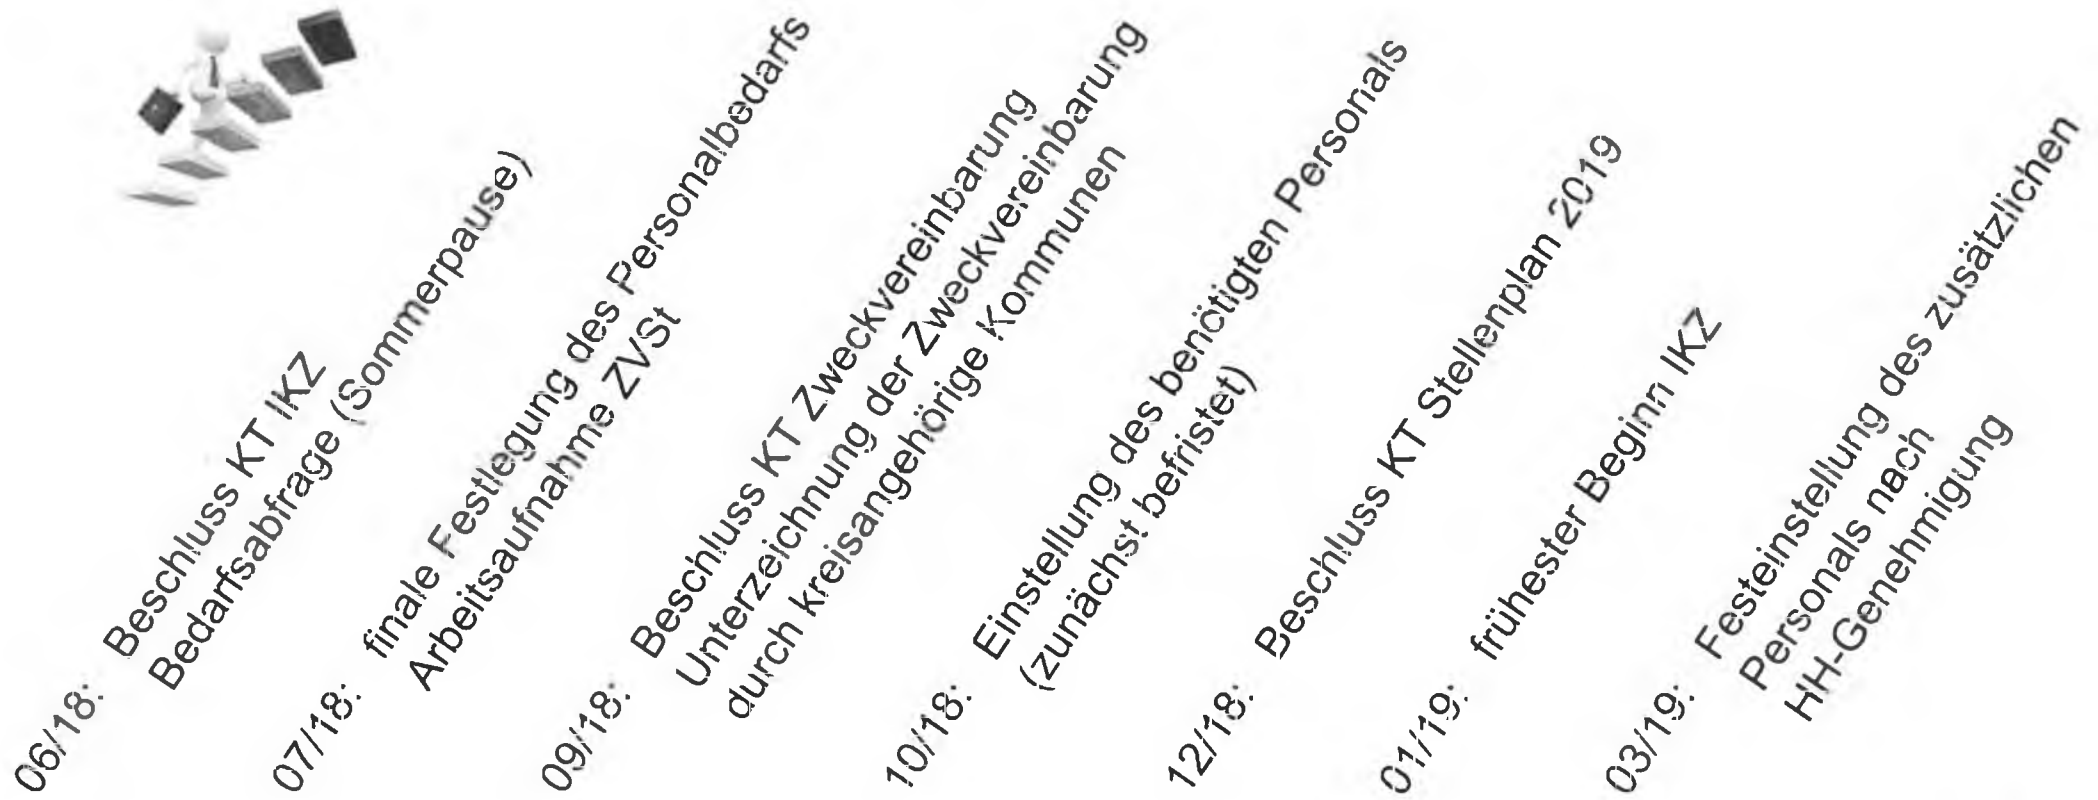 06/18: Beschluss KT IKZ
Bedarfsabfrage (Sommerpause)
07/18: finale Festlegung des Personalbedarfs
Arbeitsaufnahme ZVSt
09/18: Beschluss KT Zweckvereinbarung
Unterzeichnung der Zweckvereinbarung
durch kreisangehörige Kommunen
10/18: Einstellung des benötigten Personals
(zunächst befristet)
12/18: Beschluss KT Stellenplan 2019
01/19: frühester Beginn IKZ
03/19: Festeinstellung des zusätzlichen
Personals nach
HH-Genehmigung